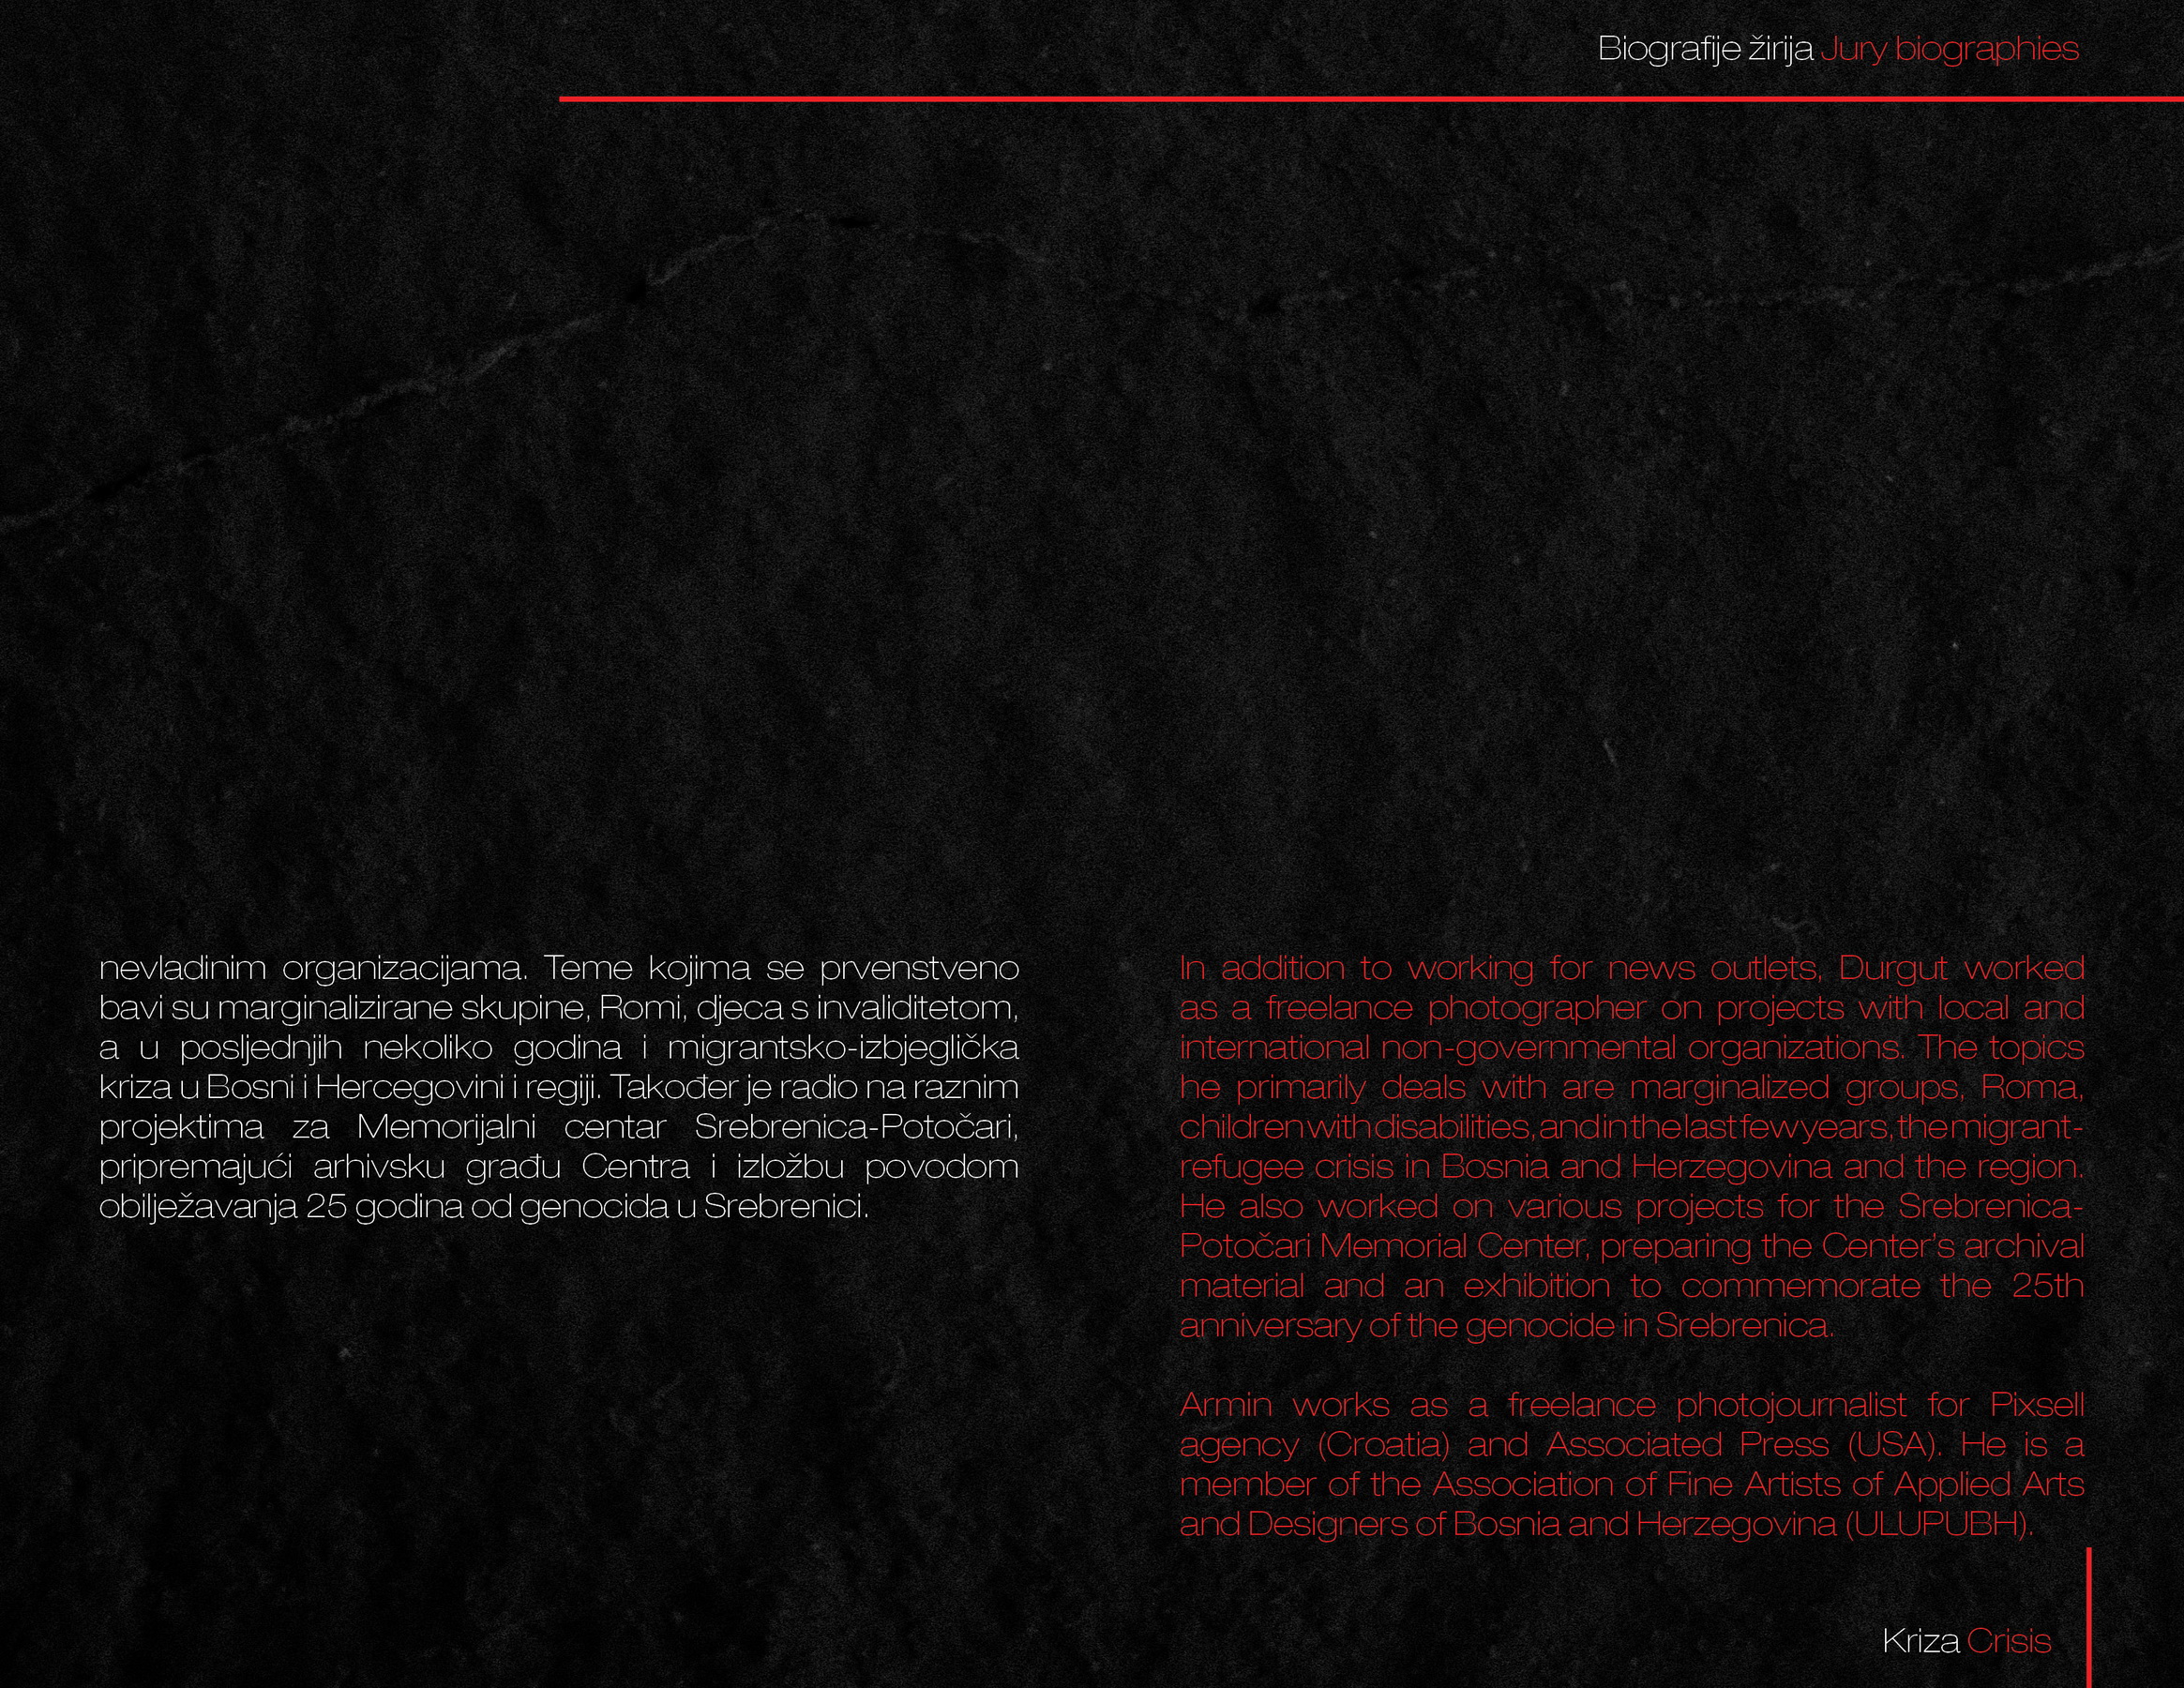 Biografije žirija Jury biographies
nevladinim organizacijama. Teme kojima se prvenstveno
bavi su marginalizirane skupine, Romi, djeca s invaliditetom,
a u posljednjih nekoliko godina i migrantsko-izbjeglička
kriza u Bosni i Hercegovini i regiji. Također je radio na raznim
projektima za Memorijalni centar Srebrenica-Potočari,
pripremajući arhivsku građu Centra i izložbu povodom
obilježavanja 25 godina od genocida u Srebrenici.
In addition to working for news outlets, Durgut worked
as a freelance photographer on projects with local and
international non-governmental organizations. The topics
he primarily deals with are marginalized groups, Roma,
children with disabilities, and in the last few years, the migrant-
refugee crisis in Bosnia and Herzegovina and the region.
He also worked on various projects for the Srebrenica-
Potočari Memorial Center, preparing the Center's archival
material and an exhibition to commemorate the 25th
anniversary of the genocide in Srebrenica.
Armin works as a freelance photojournalist for Pixsell
agency (Croatia) and Associated Press (USA). He is a
member of the Association of Fine Artists of Applied Arts
and Designers of Bosnia and Herzegovina (ULUPUBH).
Kriza Crisis